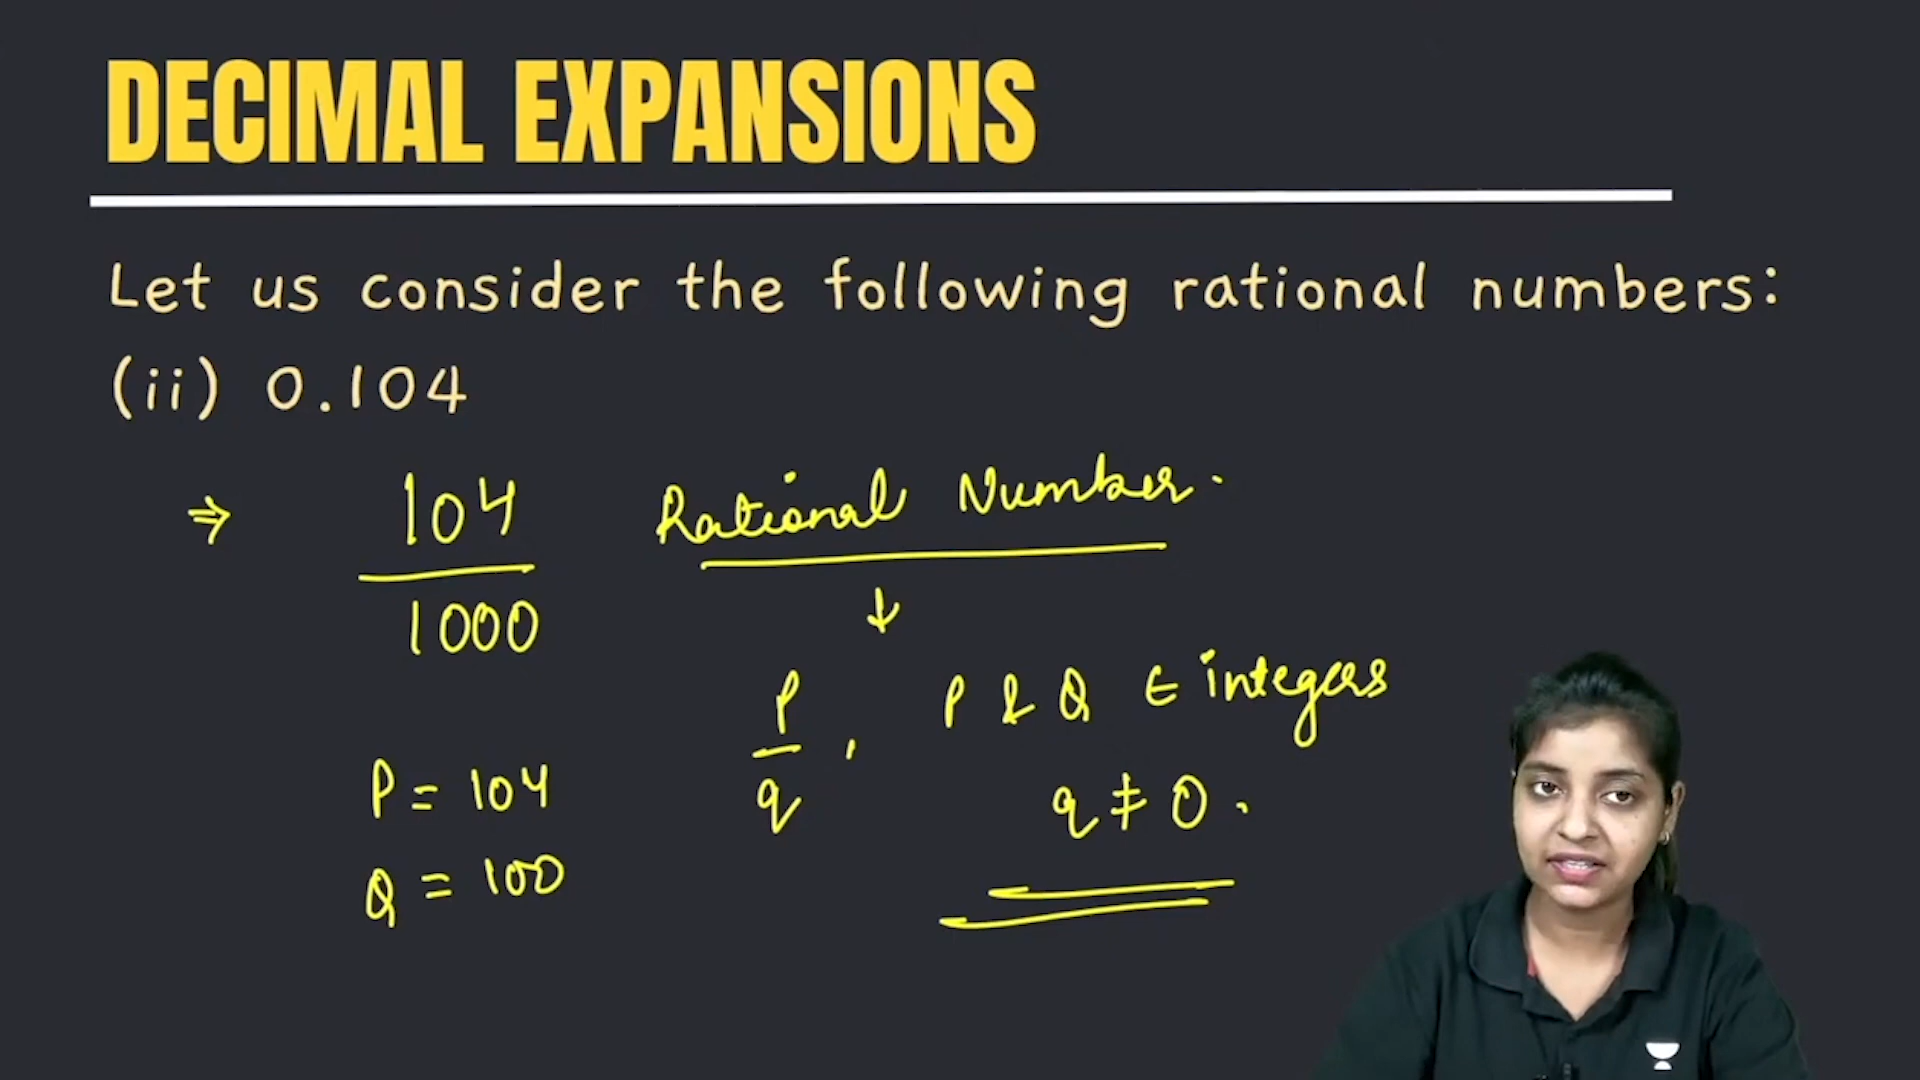 DECIMAL EXPANSIONS
Let us consider the following rational numbers:
(ii) 0.104
⇒ 104/1000 Rational Number.
↓
P/q , P & Q ∈ integers
q ≠ 0.
P = 104
Q = 100